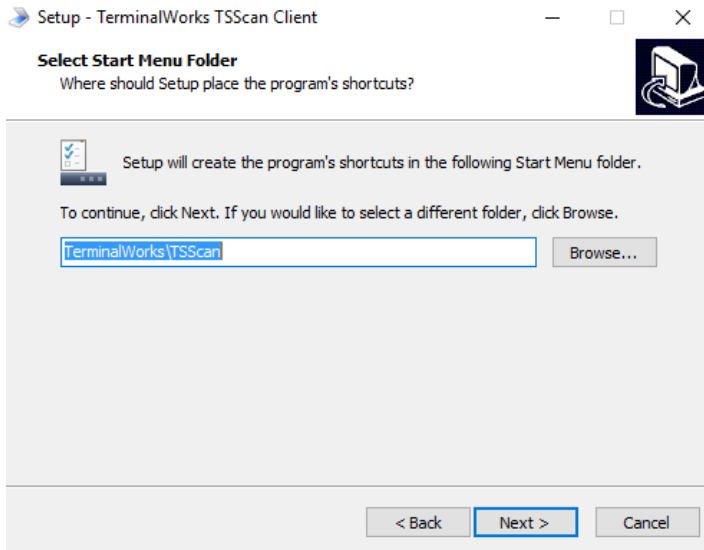 Setup - TerminalWorks TSScan Client
Select Start Menu Folder
Where should Setup place the program's shortcuts?
Setup will create the program's shortcuts in the following Start Menu folder.
To continue, click Next. If you would like to select a different folder, click Browse.
TerminalWorks\TSScan
Browse...
< Back
Next >
Cancel